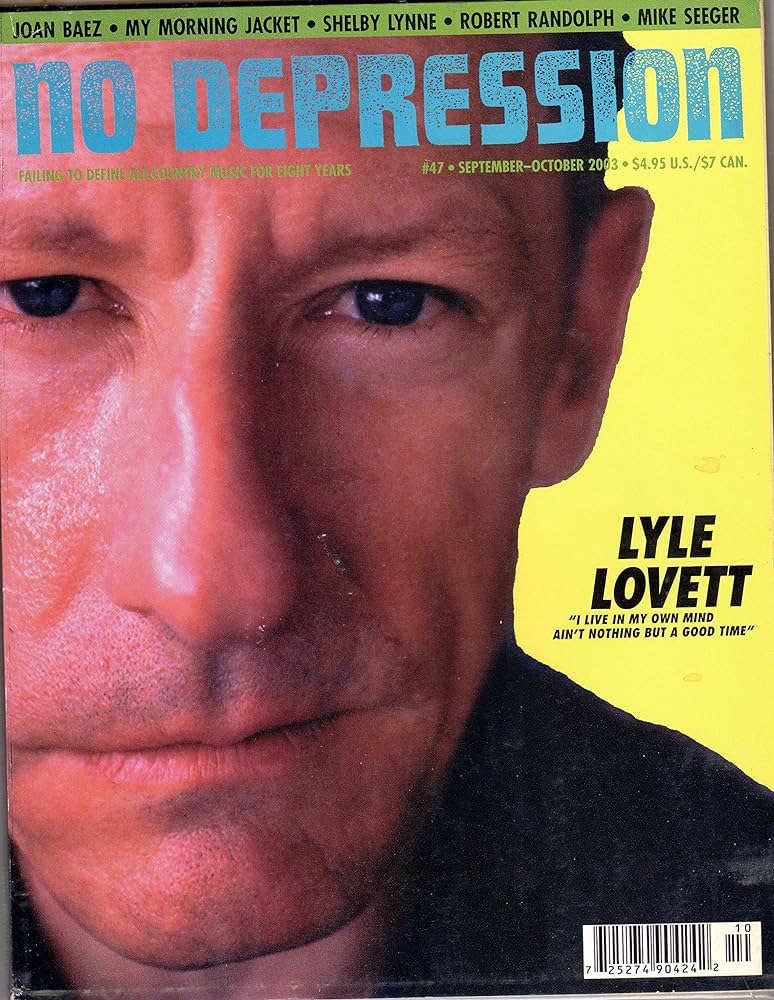 JOAN BAEZ • MY MORNING JACKET • SHELBY LYNNE • ROBERT RANDOLPH • MIKE SEEGER
NO DEPRESSION
FAILING TO DEFINE ALT.COUNTRY MUSIC FOR EIGHT YEARS
#47 • SEPTEMBER–OCTOBER 2003 • $4.95 U.S./$7 CAN.
LYLE
LOVETT
"I LIVE IN MY OWN MIND
AIN'T NOTHING BUT A GOOD TIME"
10
7 25274 90424 2